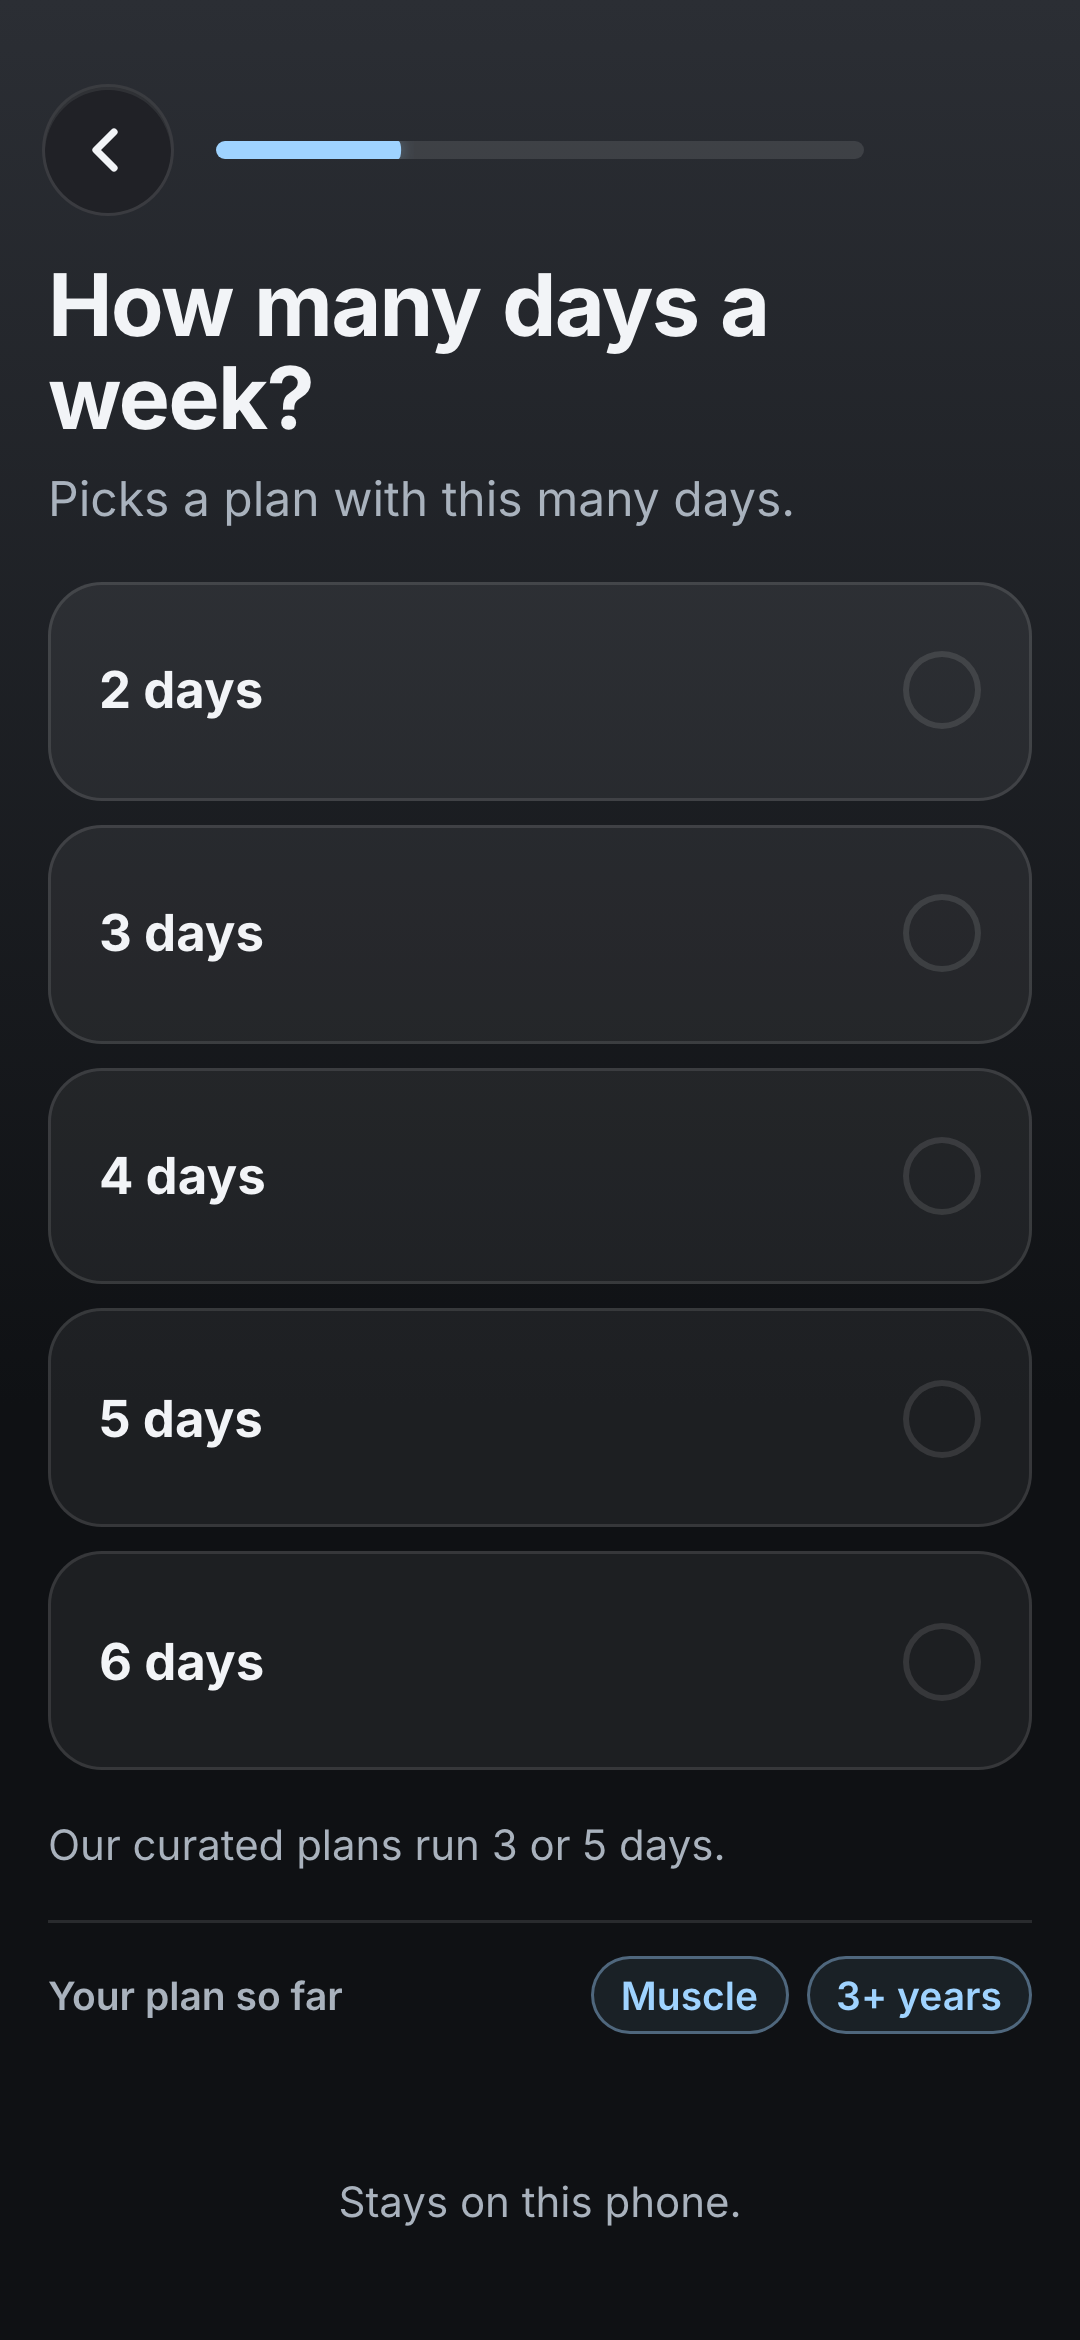 How many days a
week?
Picks a plan with this many days.
2 days
3 days
4 days
5 days
6 days
Our curated plans run 3 or 5 days.
Your plan so far
Muscle
3+ years
Stays on this phone.